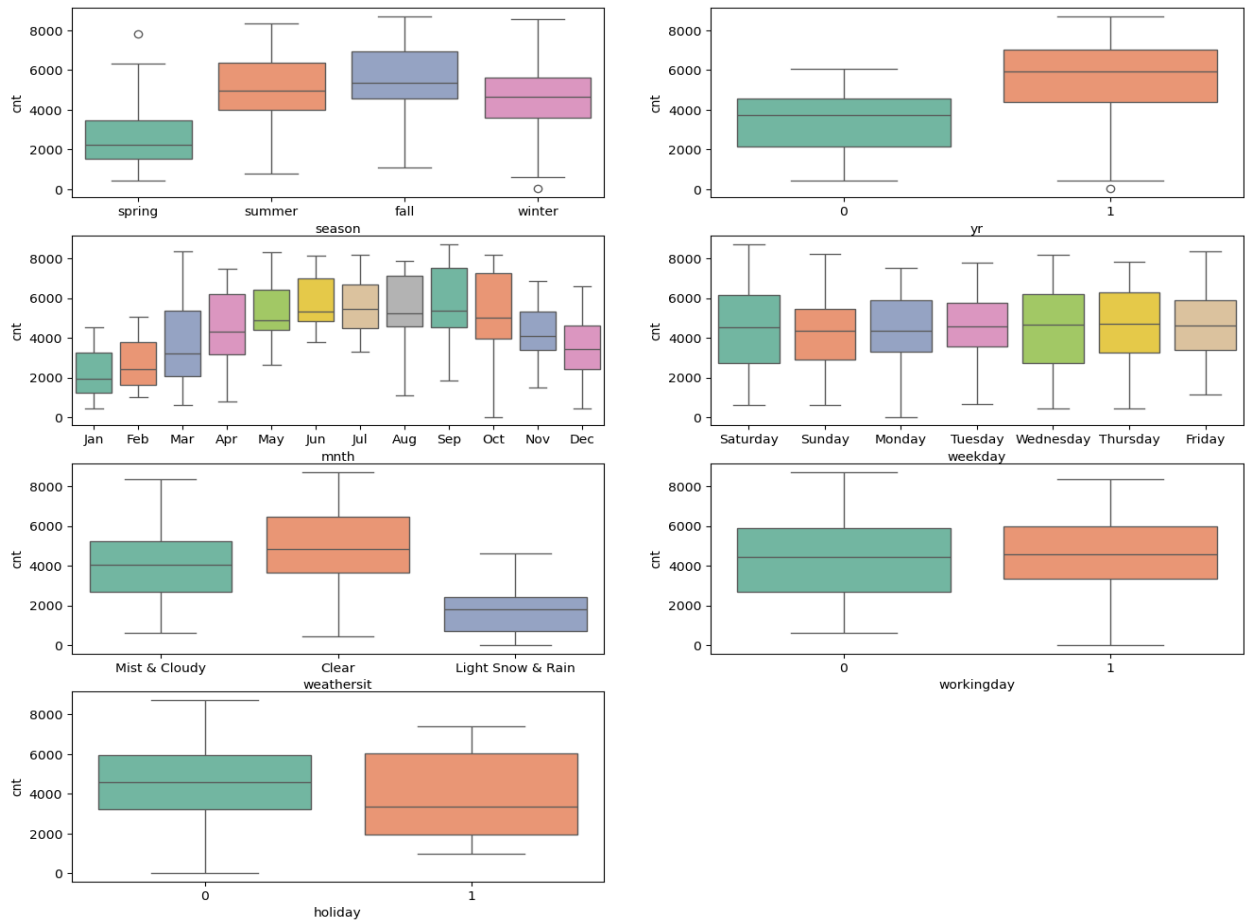 cnt
8000
6000
4000
2000
0
spring summer fall winter
season
cnt
8000
6000
4000
2000
0
0 1
yr
cnt
8000
6000
4000
2000
0
Jan Feb Mar Apr May Jun Jul Aug Sep Oct Nov Dec
mnth
cnt
8000
6000
4000
2000
0
Saturday Sunday Monday Tuesday Wednesday Thursday Friday
weekday
cnt
8000
6000
4000
2000
0
Mist & Cloudy Clear Light Snow & Rain
weathersit
cnt
8000
6000
4000
2000
0
0 1
workingday
cnt
8000
6000
4000
2000
0
0 1
holiday